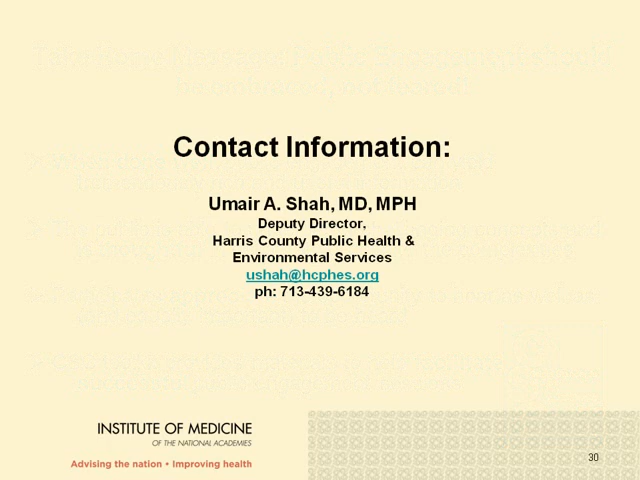 Contact Information:
Umair A. Shah, MD, MPH
Deputy Director,
Harris County Public Health &
Environmental Services
ushah@hcphes.org
ph: 713-439-6184
INSTITUTE OF MEDICINE
OF THE NATIONAL ACADEMIES
Advising the nation • Improving health
30